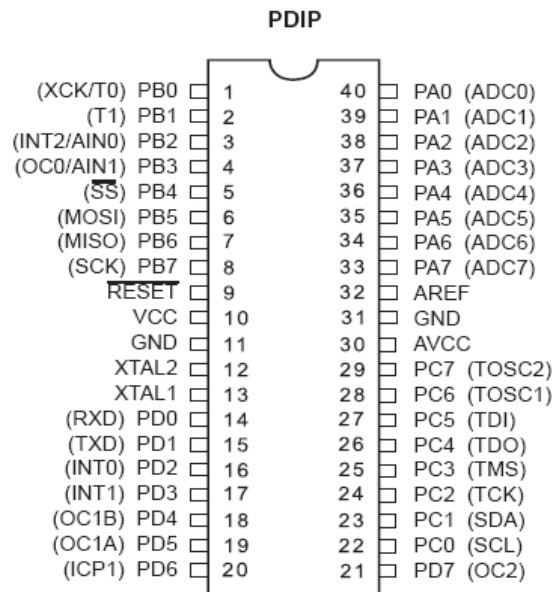 PDIP
(XCK/T0) PB0 1 40 PA0 (ADC0)
(T1) PB1 2 39 PA1 (ADC1)
(INT2/AIN0) PB2 3 38 PA2 (ADC2)
(OC0/AIN1) PB3 4 37 PA3 (ADC3)
(SS) PB4 5 36 PA4 (ADC4)
(MOSI) PB5 6 35 PA5 (ADC5)
(MISO) PB6 7 34 PA6 (ADC6)
(SCK) PB7 8 33 PA7 (ADC7)
RESET 9 32 AREF
VCC 10 31 GND
GND 11 30 AVCC
XTAL2 12 29 PC7 (TOSC2)
XTAL1 13 28 PC6 (TOSC1)
(RXD) PD0 14 27 PC5 (TDI)
(TXD) PD1 15 26 PC4 (TDO)
(INT0) PD2 16 25 PC3 (TMS)
(INT1) PD3 17 24 PC2 (TCK)
(OC1B) PD4 18 23 PC1 (SDA)
(OC1A) PD5 19 22 PC0 (SCL)
(ICP1) PD6 20 21 PD7 (OC2)